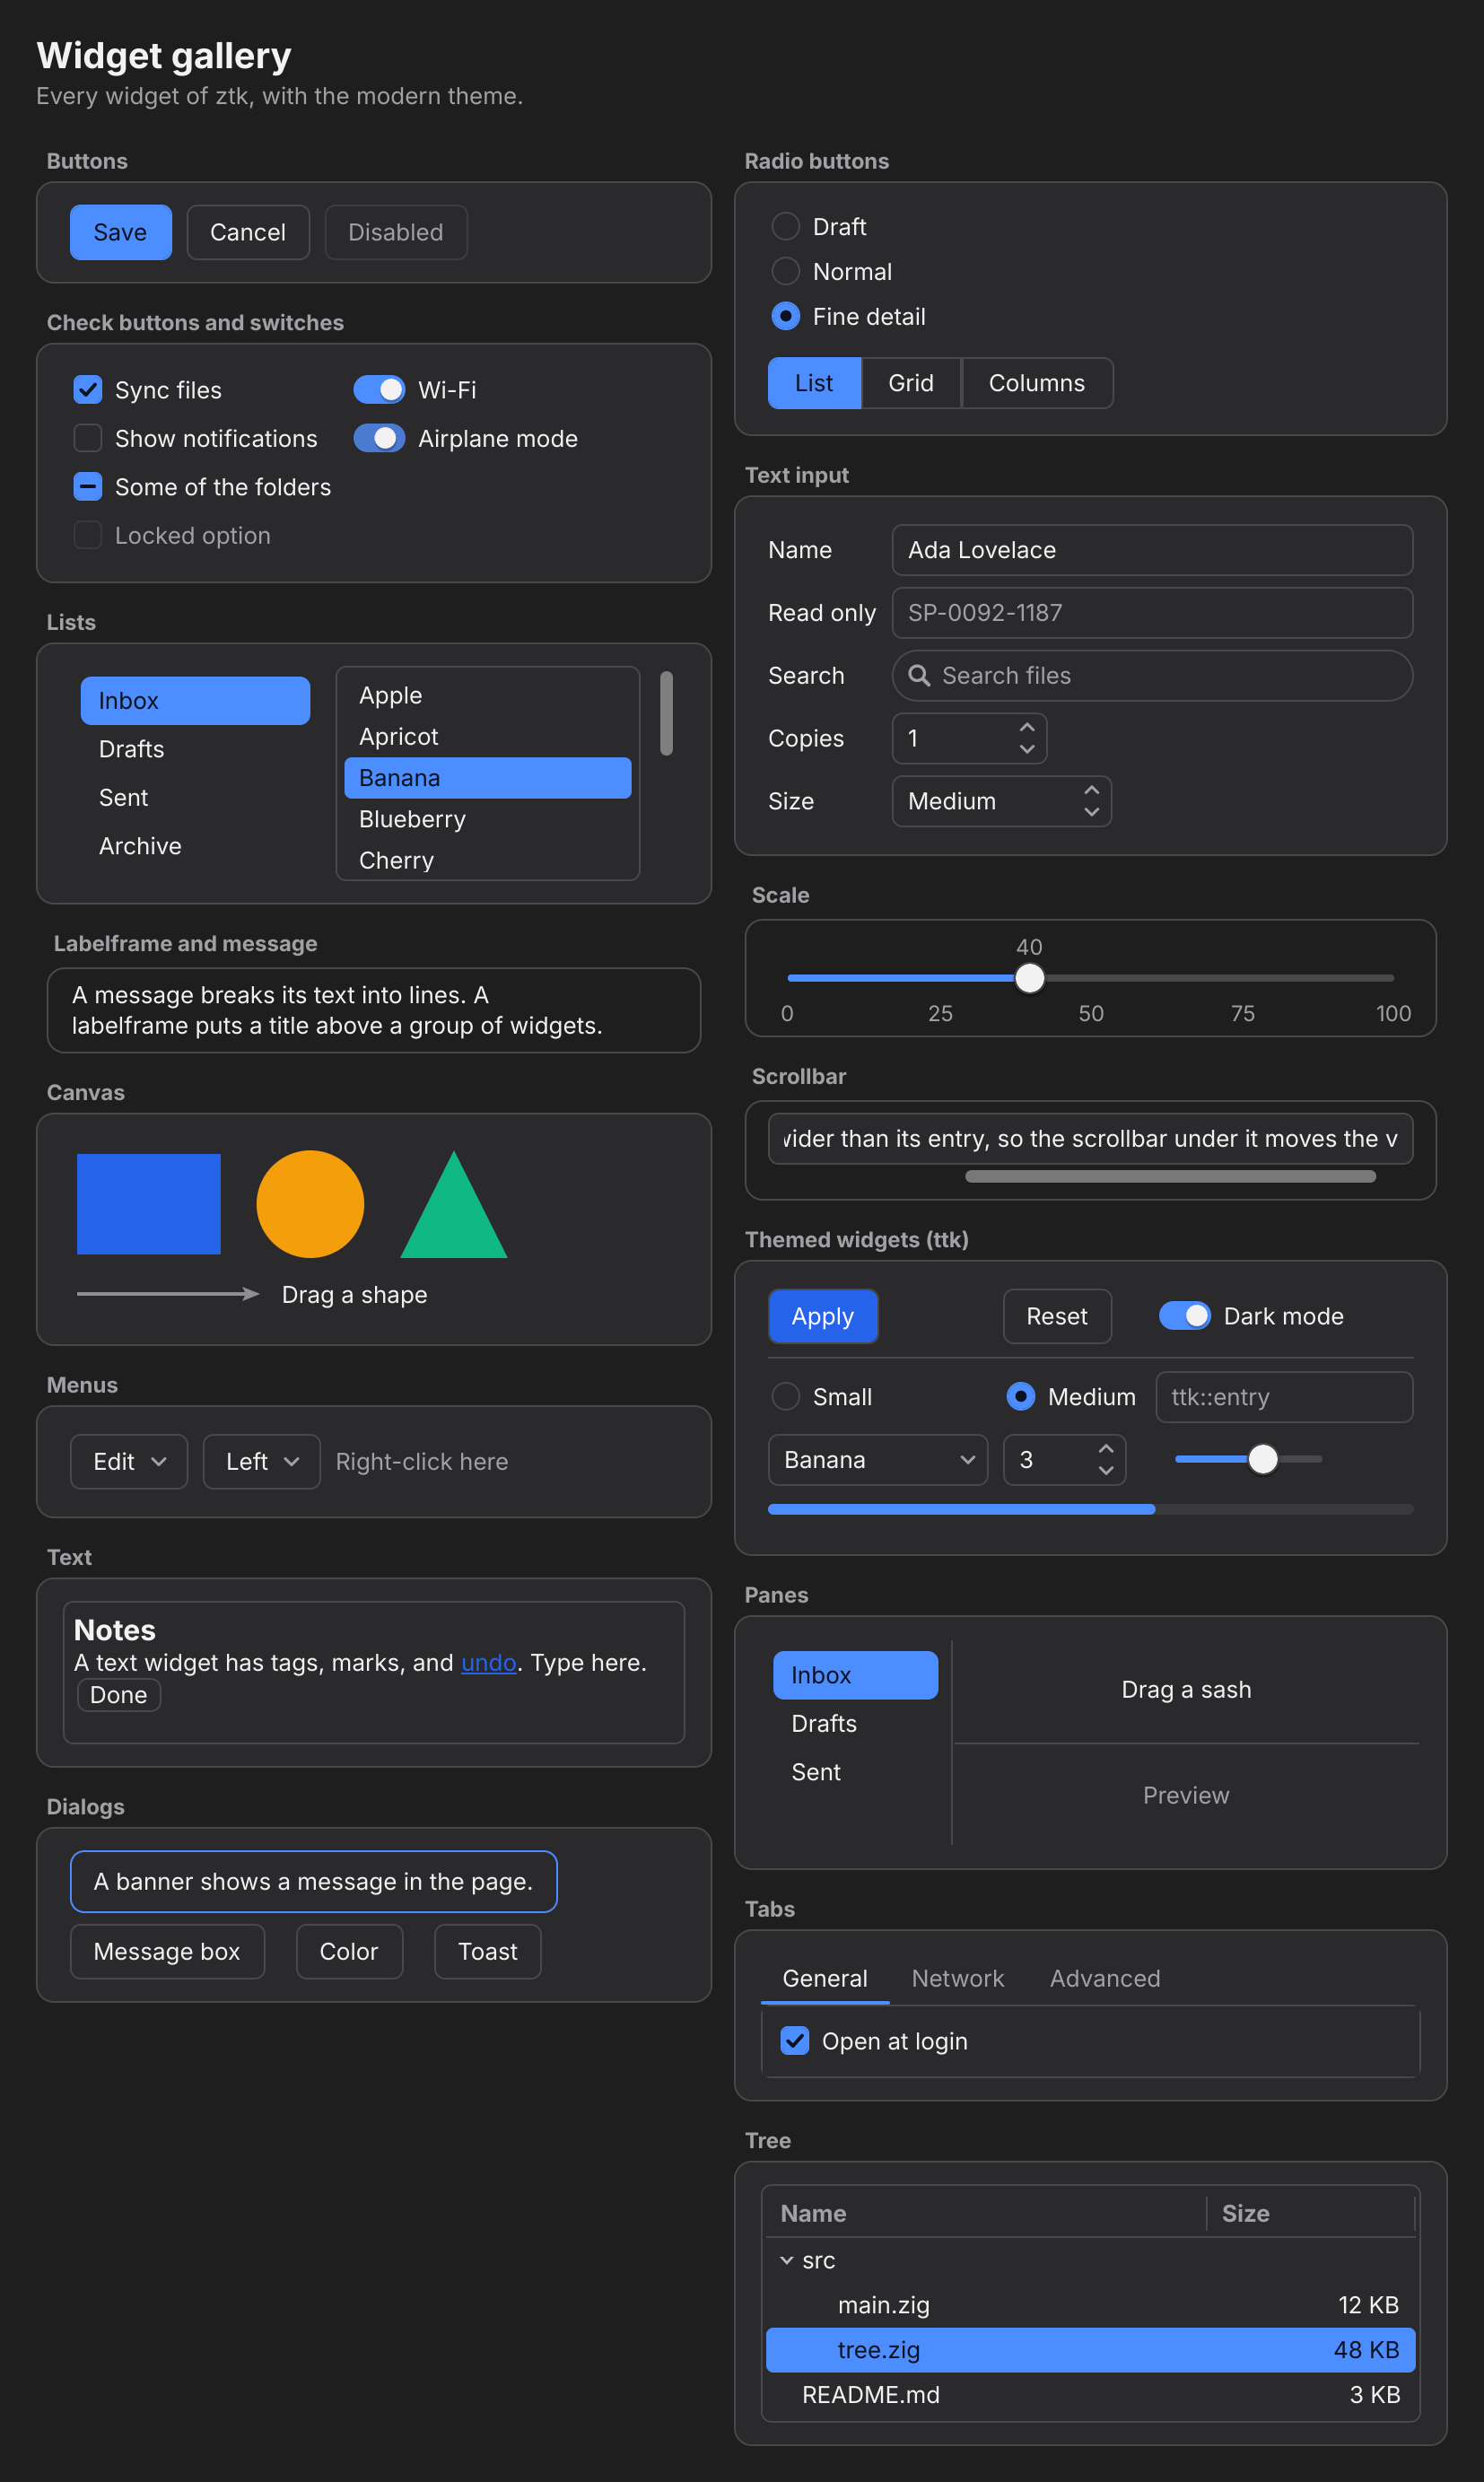 Widget gallery
Every widget of ztk, with the modern theme.
Buttons
Save
Cancel
Disabled
Check buttons and switches
Sync files
Wi-Fi
Show notifications
Airplane mode
Some of the folders
Locked option
Lists
Inbox
Drafts
Sent
Archive
Apple
Apricot
Banana
Blueberry
Cherry
Labelframe and message
A message breaks its text into lines. A
labelframe puts a title above a group of widgets.
Canvas
Drag a shape
Menus
Edit
Left
Right-click here
Text
Notes
A text widget has tags, marks, and undo. Type here.
Done
Dialogs
A banner shows a message in the page.
Message box
Color
Toast
Radio buttons
Draft
Normal
Fine detail
List
Grid
Columns
Text input
Name
Ada Lovelace
Read only
SP-0092-1187
Search
Search files
Copies
1
Size
Medium
Scale
40
0
25
50
75
100
Scrollbar
wider than its entry, so the scrollbar under it moves the v
Themed widgets (ttk)
Apply
Reset
Dark mode
Small
Medium
ttk::entry
Banana
3
Panes
Inbox
Drafts
Sent
Drag a sash
Preview
Tabs
General
Network
Advanced
Open at login
Tree
Name
Size
src
main.zig
12 KB
tree.zig
48 KB
README.md
3 KB